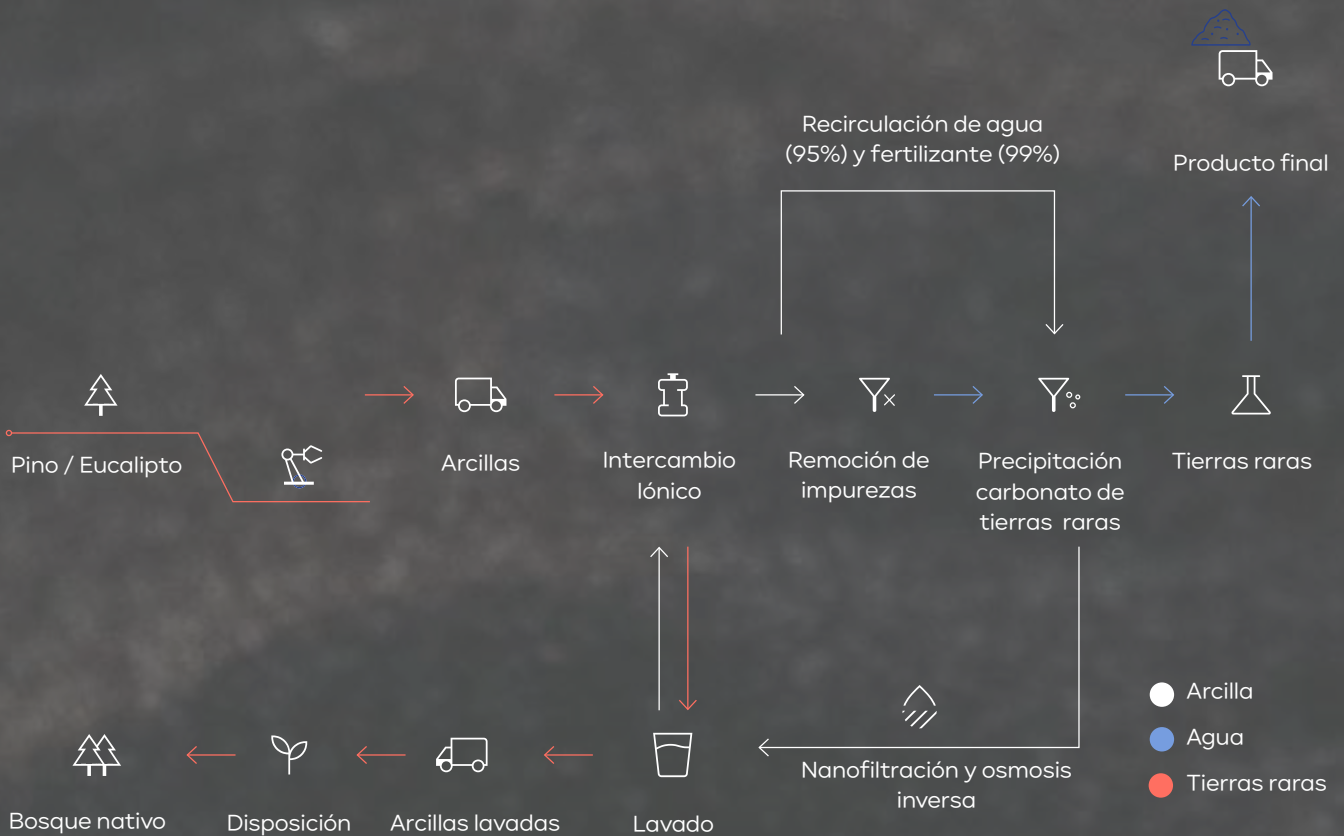 Recirculación de agua
(95%) y fertilizante (99%)
Producto final
Pino / Eucalipto
Arcillas
Intercambio
Iónico
Remoción de
impurezas
Precipitación
carbonato de
tierras raras
Tierras raras
Nanofiltración y osmosis
inversa
Bosque nativo
Disposición
Arcillas lavadas
Lavado
Arcilla
Agua
Tierras raras